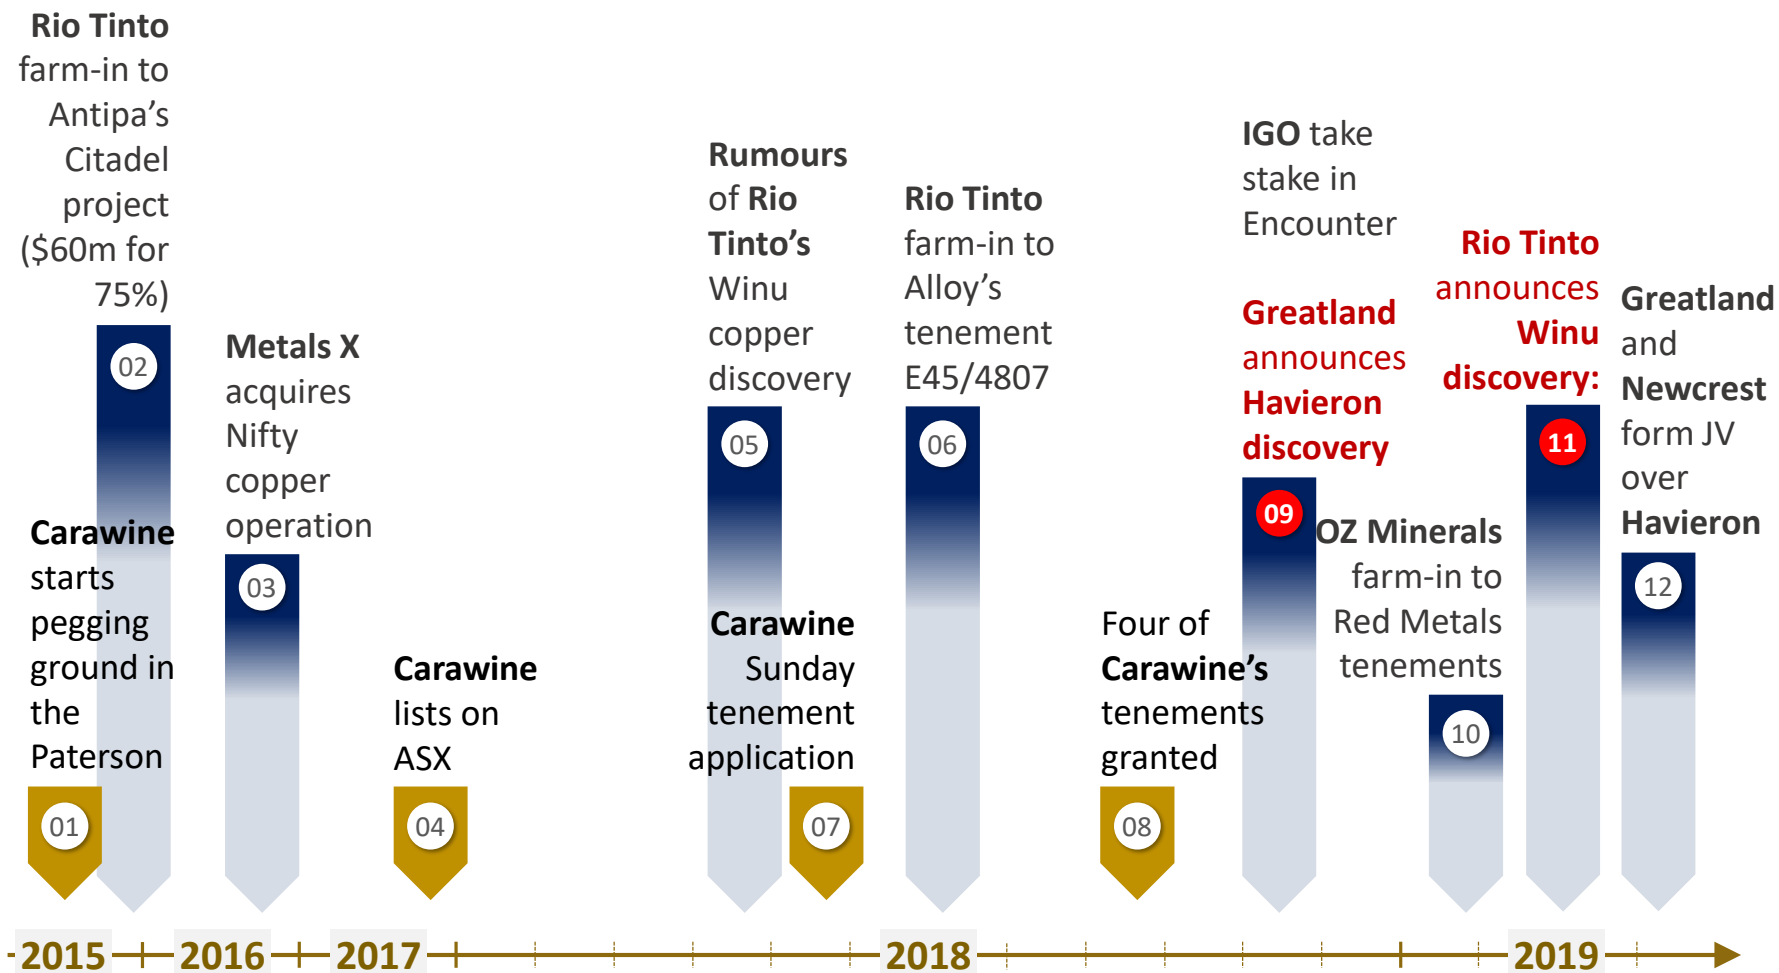 Rio Tinto
farm-in to
Antipa’s
Citadel
project
($60m for
75%)
02
Carawine
starts
pegging
ground in
the
Paterson
01
Metals X
acquires
Nifty
copper
operation
03
Carawine
lists on
ASX
04
Rumours
of Rio
Tinto’s
Winu
copper
discovery
05
Carawine
Sunday
tenement
application
07
Rio Tinto
farm-in to
Alloy’s
tenement
E45/4807
06
Four of
Carawine’s
tenements
granted
08
IGO take
stake in
Encounter
Greatland
announces
Havieron
discovery
09
OZ Minerals
farm-in to
Red Metals
tenements
10
Rio Tinto
announces
Winu
discovery:
11
Greatland
and
Newcrest
form JV
over
Havieron
12
2015
2016
2017
2018
2019